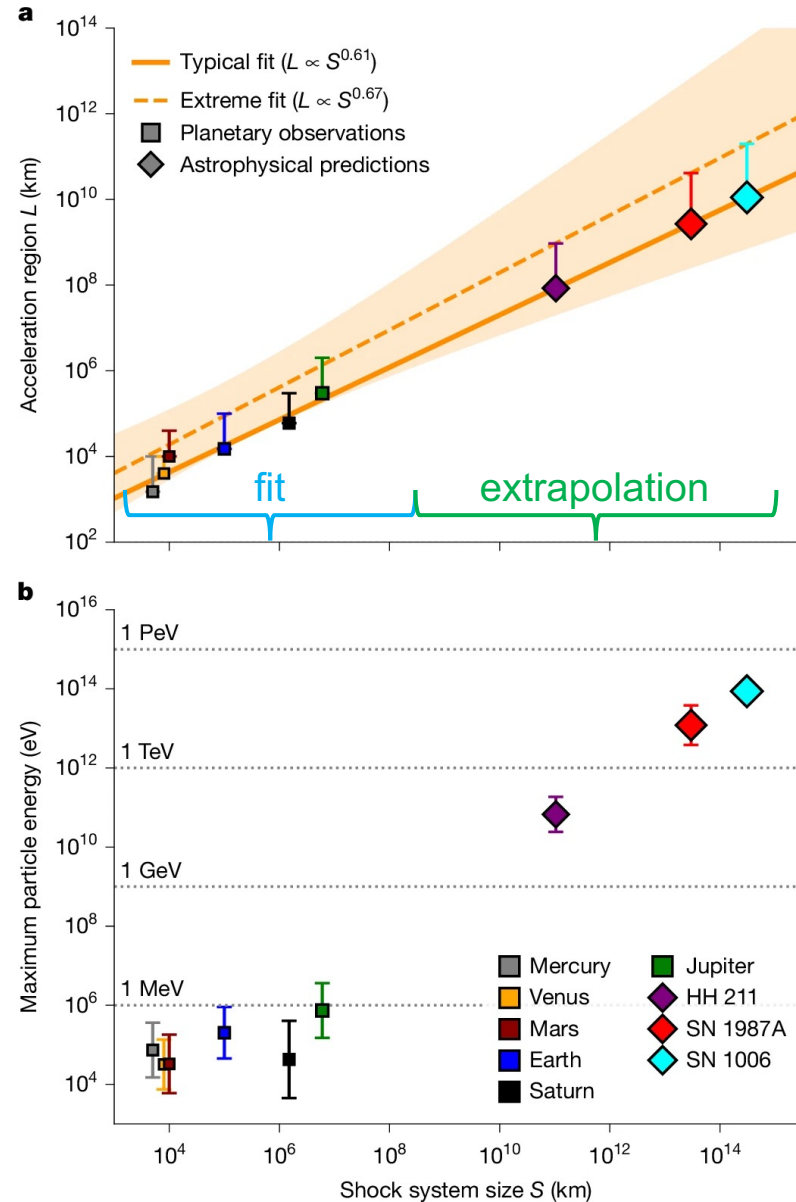 a
10^14
10^12
10^10
10^8
10^6
10^4
10^2
Acceleration region L (km)
Typical fit (L ∝ S^0.61)
Extreme fit (L ∝ S^0.67)
Planetary observations
Astrophysical predictions
fit
extrapolation
b
10^16
10^14
10^12
10^10
10^8
10^6
10^4
Maximum particle energy (eV)
1 PeV
1 TeV
1 GeV
1 MeV
Mercury
Venus
Mars
Earth
Saturn
Jupiter
HH 211
SN 1987A
SN 1006
10^4
10^6
10^8
10^10
10^12
10^14
Shock system size S (km)